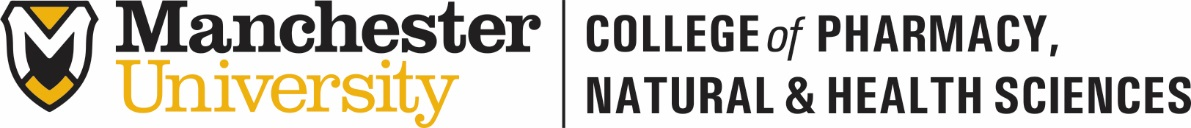 Manchester
University
COLLEGE of PHARMACY,
NATURAL & HEALTH SCIENCES